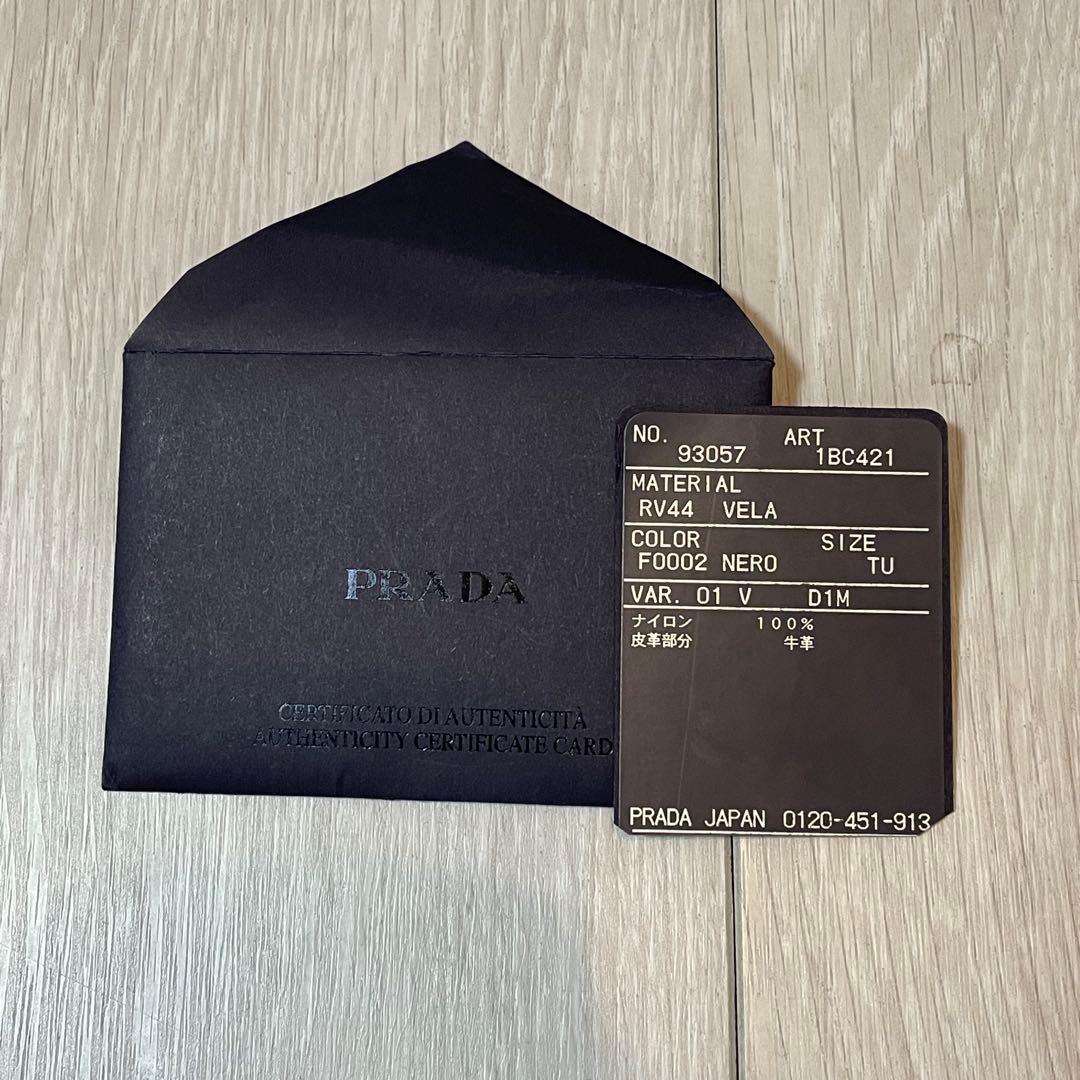 PRADA
CERTIFICATO DI AUTENTICITÀ
AUTHENTICITY CERTIFICATE CARD
NO. ART
93057 1BC421
MATERIAL
RV44 VELA
COLOR SIZE
F0002 NERO TU
VAR. 01 V D1M
ナイロン 100%
皮革部分 牛革
PRADA JAPAN 0120-451-913